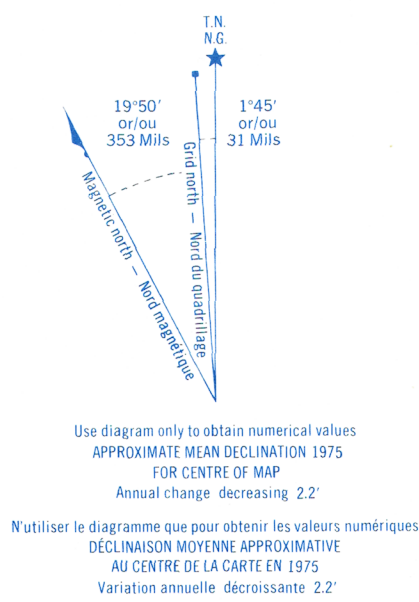 T.N.
N.G.
19°50′
or/ou
353 Mils
1°45′
or/ou
31 Mils
Magnetic north — Nord magnétique
Grid north — Nord du quadrillage
Use diagram only to obtain numerical values
APPROXIMATE MEAN DECLINATION 1975
FOR CENTRE OF MAP
Annual change decreasing 2.2′
N'utiliser le diagramme que pour obtenir les valeurs numériques
DÉCLINAISON MOYENNE APPROXIMATIVE
AU CENTRE DE LA CARTE EN 1975
Variation annuelle décroissante 2.2′